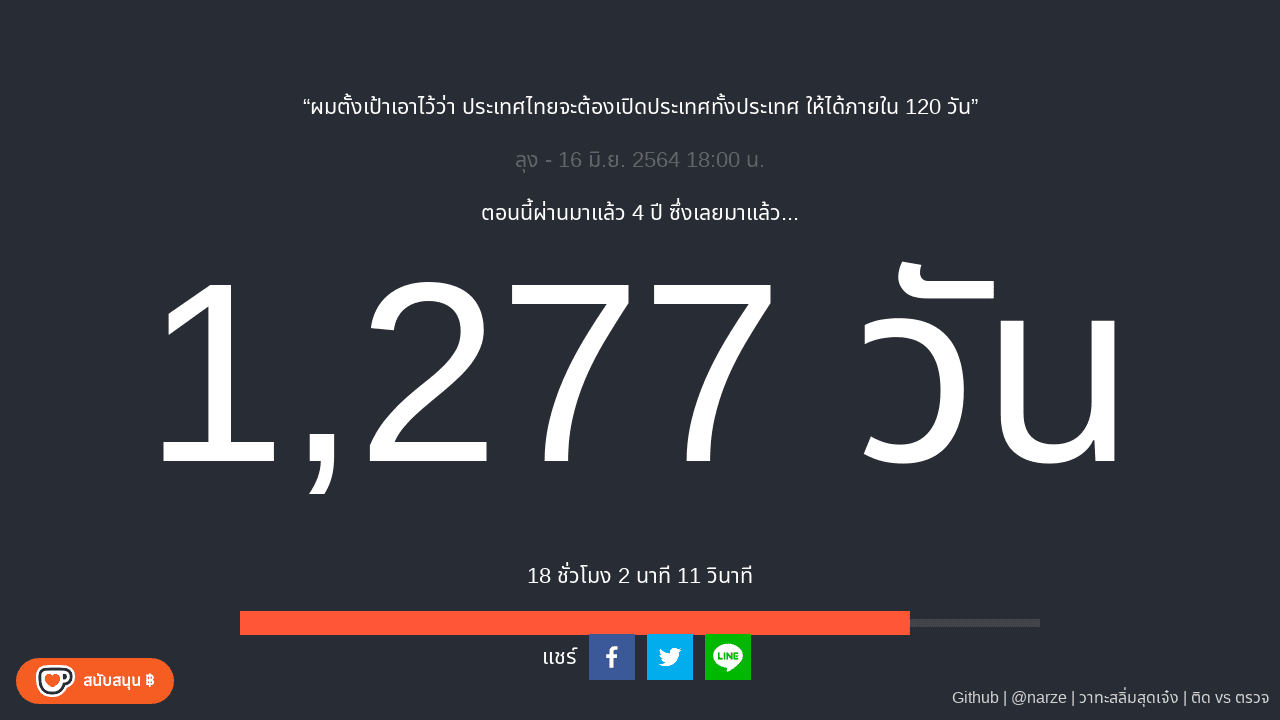 “ผมตั้งเป้าเอาไว้ว่า ประเทศไทยจะต้องเปิดประเทศทั้งประเทศ ให้ได้ภายใน 120 วัน”
ลุง - 16 มิ.ย. 2564 18:00 น.
ตอนนี้ผ่านมาแล้ว 4 ปี ซึ่งเลยมาแล้ว...
1,277 วัน
18 ชั่วโมง 2 นาที 11 วินาที
แชร์
LINE
สนับสนุน ฿
Github | @narze | วาทะสลิ่มสุดเจ๋ง | ติด vs ตรวจ